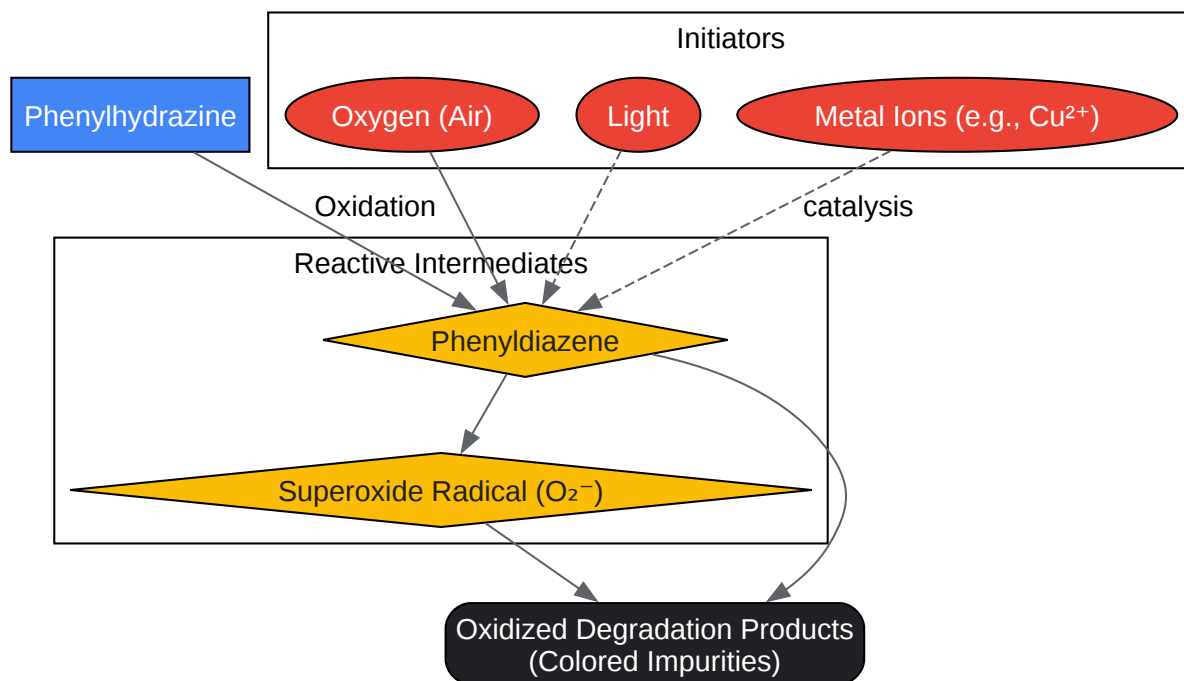 Initiators
Phenylhydrazine
Oxygen (Air)
Light
Metal Ions (e.g., Cu²⁺)
Oxidation
catalysis
Reactive Intermediates
Phenyldiazene
Superoxide Radical (O₂⁻)
Oxidized Degradation Products
(Colored Impurities)